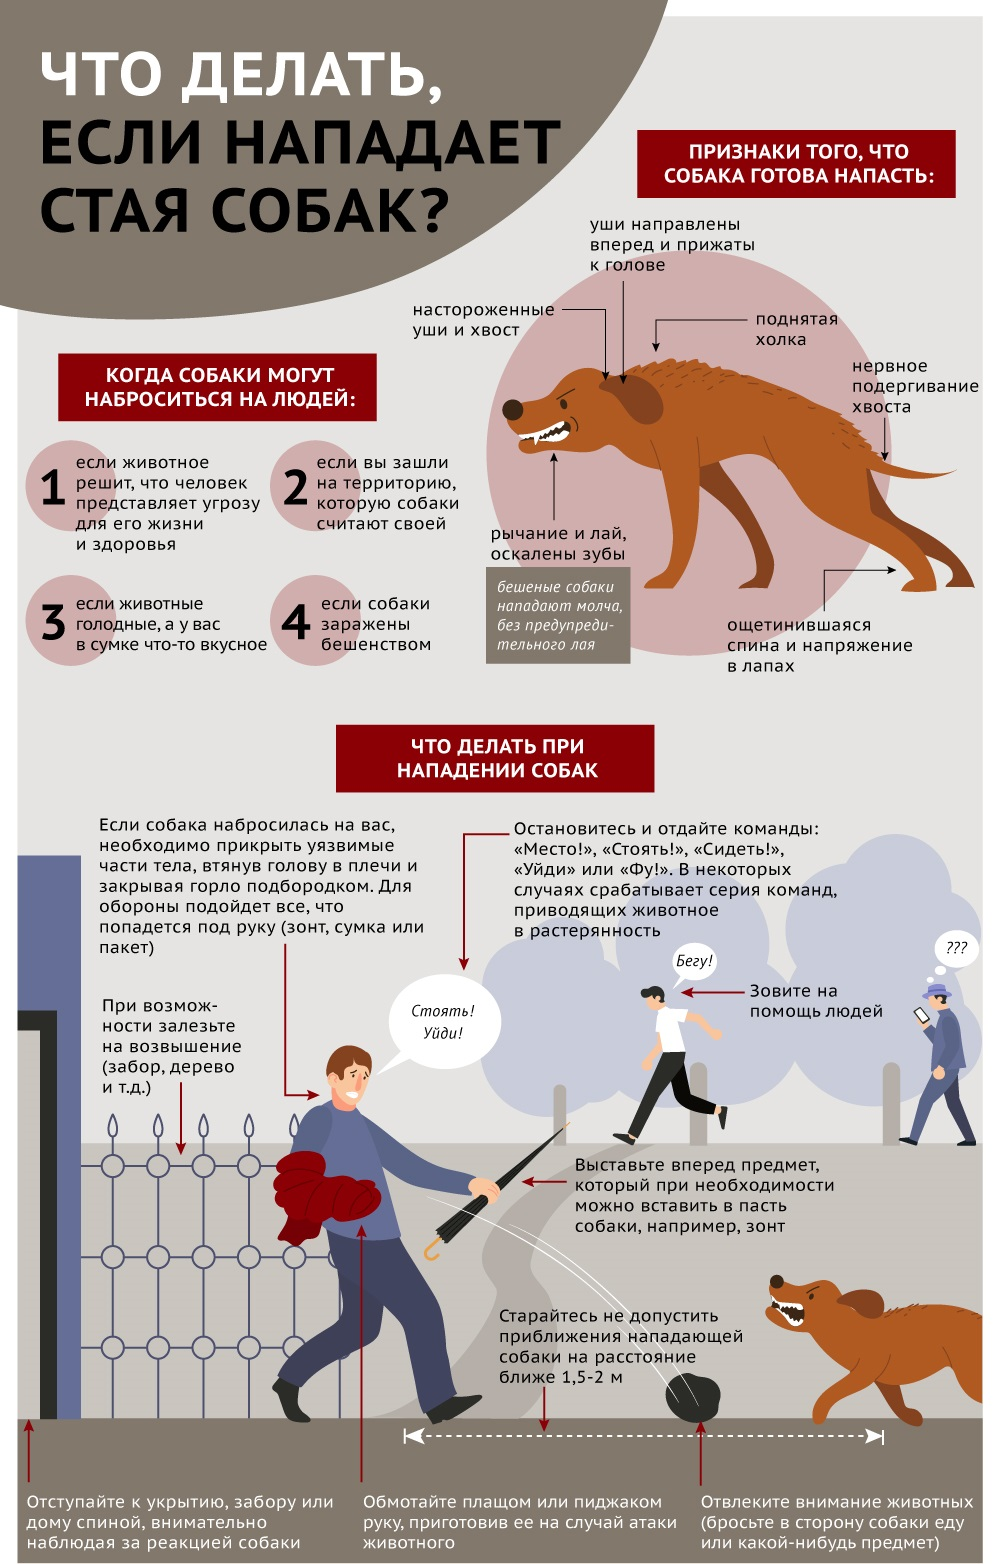 ЧТО ДЕЛАТЬ,
ЕСЛИ НАПАДАЕТ
СТАЯ СОБАК?
ПРИЗНАКИ ТОГО, ЧТО
СОБАКА ГОТОВА НАПАСТЬ:
уши направлены
вперед и прижаты
к голове
настороженные
уши и хвост
поднятая
холка
нервное
подергивание
хвоста
рычание и лай,
оскалены зубы
бешеные собаки
нападают молча,
без предупреди-
тельного лая
ощетинившаяся
спина и напряжение
в лапах
КОГДА СОБАКИ МОГУТ
НАБРОСИТЬСЯ НА ЛЮДЕЙ:
1
если животное
решит, что человек
представляет угрозу
для его жизни
и здоровья
2
если вы зашли
на территорию,
которую собаки
считают своей
3
если животные
голодные, а у вас
в сумке что-то вкусное
4
если собаки
заражены
бешенством
ЧТО ДЕЛАТЬ ПРИ
НАПАДЕНИИ СОБАК
Если собака набросилась на вас,
необходимо прикрыть уязвимые
части тела, втянув голову в плечи и
закрывая горло подбородком. Для
обороны подойдет все, что
попадется под руку (зонт, сумка или
пакет)
Остановитесь и отдайте команды:
«Место!», «Стоять!», «Сидеть!»,
«Уйди» или «Фу!». В некоторых
случаях срабатывает серия команд,
приводящих животное
в растерянность
При возмож-
ности залезьте
на возвышение
(забор, дерево
и т.д.)
Стоять!
Уйди!
Бегу!
???
Зовите на
помощь людей
Выставьте вперед предмет,
который при необходимости
можно вставить в пасть
собаки, например, зонт
Старайтесь не допустить
приближения нападающей
собаки на расстояние
ближе 1,5-2 м
Отступайте к укрытию, забору или
дому спиной, внимательно
наблюдая за реакцией собаки
Обмотайте плащом или пиджаком
руку, приготовив ее на случай атаки
животного
Отвлеките внимание животных
(бросьте в сторону собаки еду
или какой-нибудь предмет)